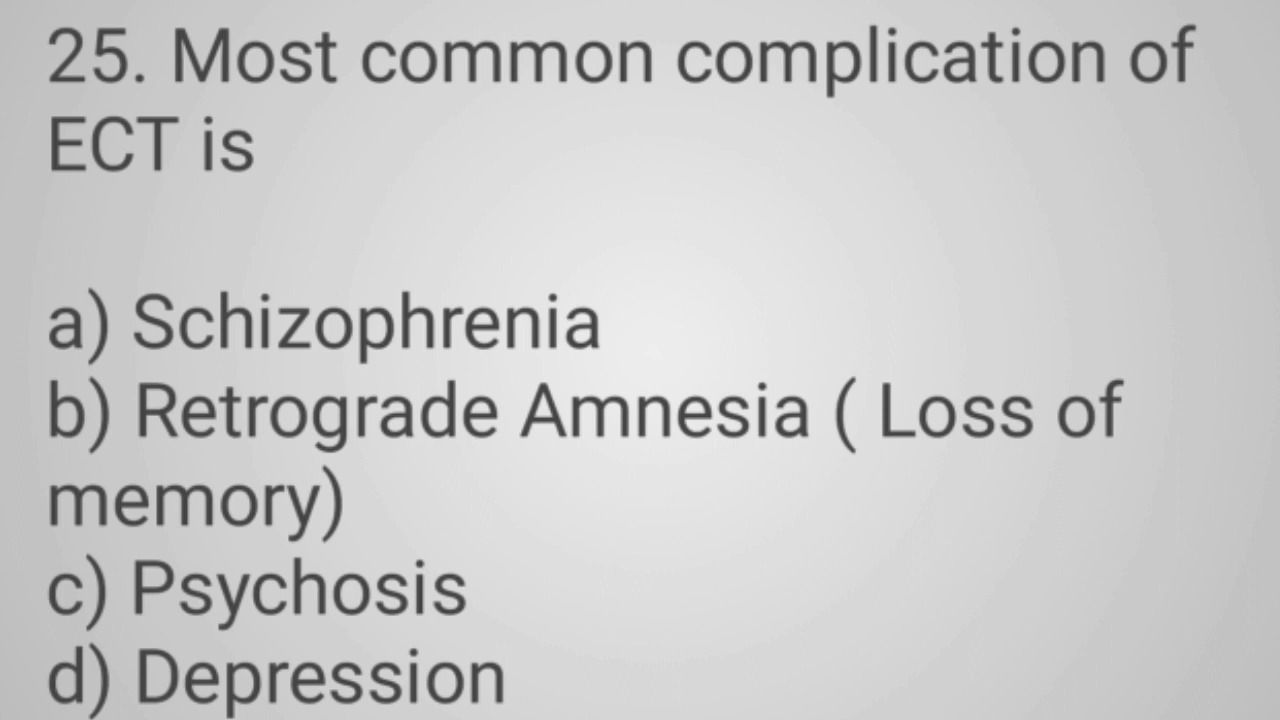 25. Most common complication of
ECT is
a) Schizophrenia
b) Retrograde Amnesia ( Loss of
memory)
c) Psychosis
d) Depression